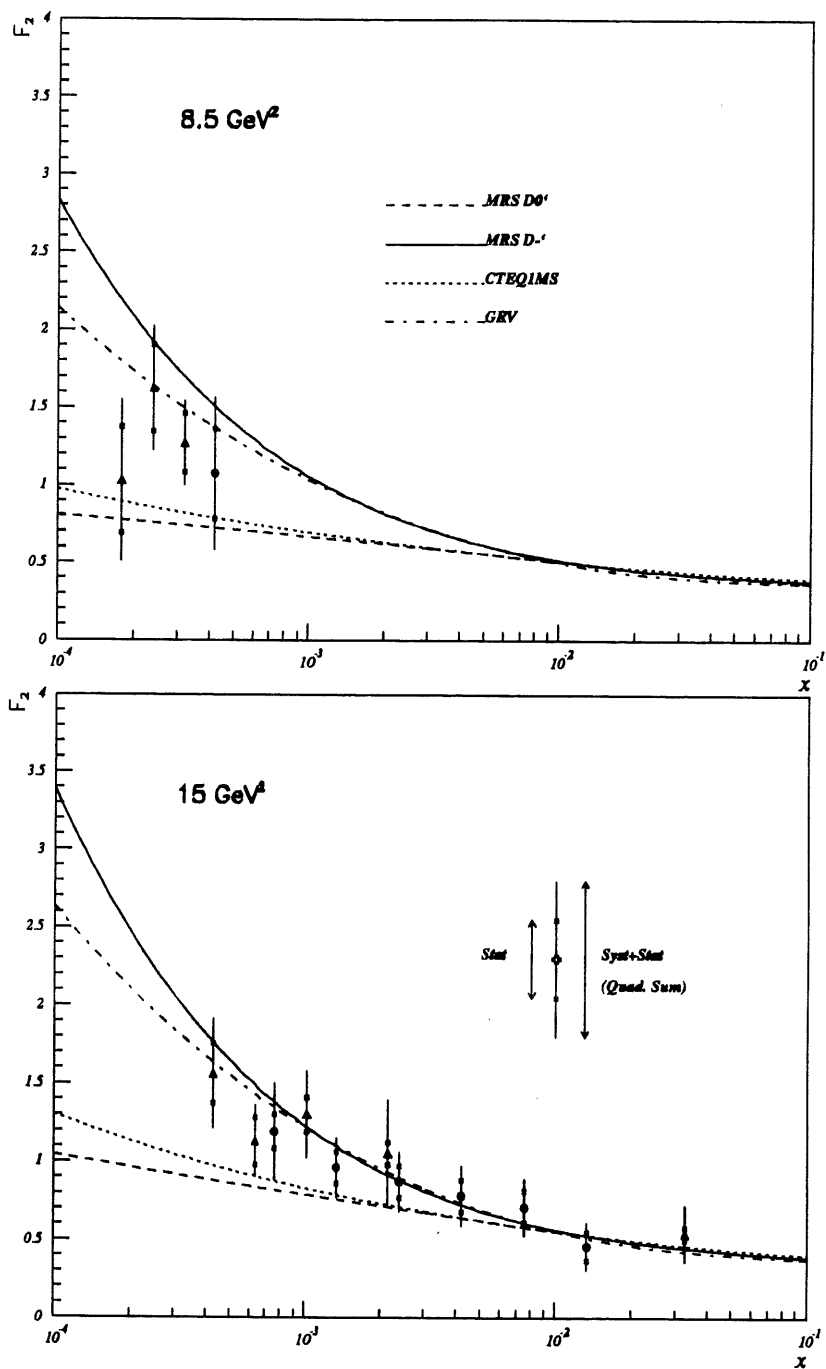 F₂
4
3.5
8.5 GeV²
3
MRS D0'
2.5
MRS D-'
CTEQ1MS
2
GRV
1.5
1
0.5
0
10⁻⁴ 10⁻³ 10⁻² 10⁻¹
x
F₂
4
3.5
15 GeV²
3
2.5
Stat Syst+Stat
(Quad. Sum)
2
1.5
1
0.5
0
10⁻⁴ 10⁻³ 10⁻² 10⁻¹
x